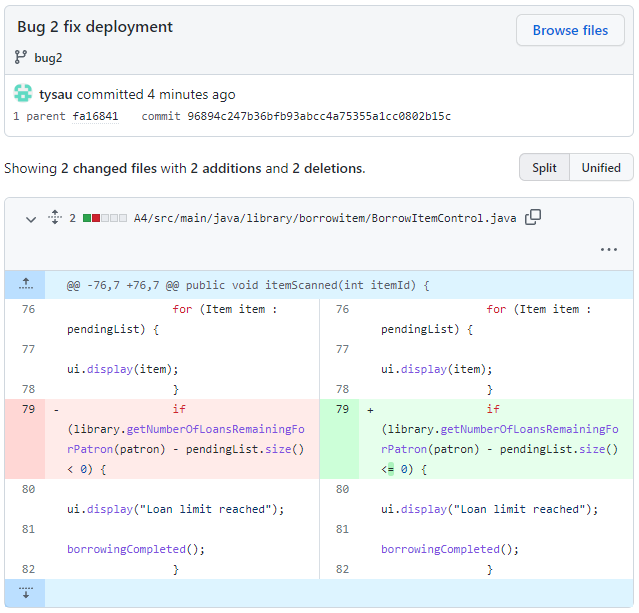 Bug 2 fix deployment
Browse files
bug2
tysau committed 4 minutes ago
1 parent fa16841 commit 96894c247b36bfb93abcc4a75355a1cc0802b15c
Showing 2 changed files with 2 additions and 2 deletions.
Split Unified
2 A4/src/main/java/library/borrowitem/BorrowItemControl.java
@@ -76,7 +76,7 @@ public void itemScanned(int itemId) {
76 for (Item item :
pendingList) {
77
ui.display(item);
78 }
79 - if
(library.getNumberOfLoansRemainingFo
rPatron(patron) - pendingList.size()
< 0) {
80
ui.display("Loan limit reached");
81
borrowingCompleted();
82 }
76 for (Item item :
pendingList) {
77
ui.display(item);
78 }
79 + if
(library.getNumberOfLoansRemainingFo
rPatron(patron) - pendingList.size()
<= 0) {
80
ui.display("Loan limit reached");
81
borrowingCompleted();
82 }